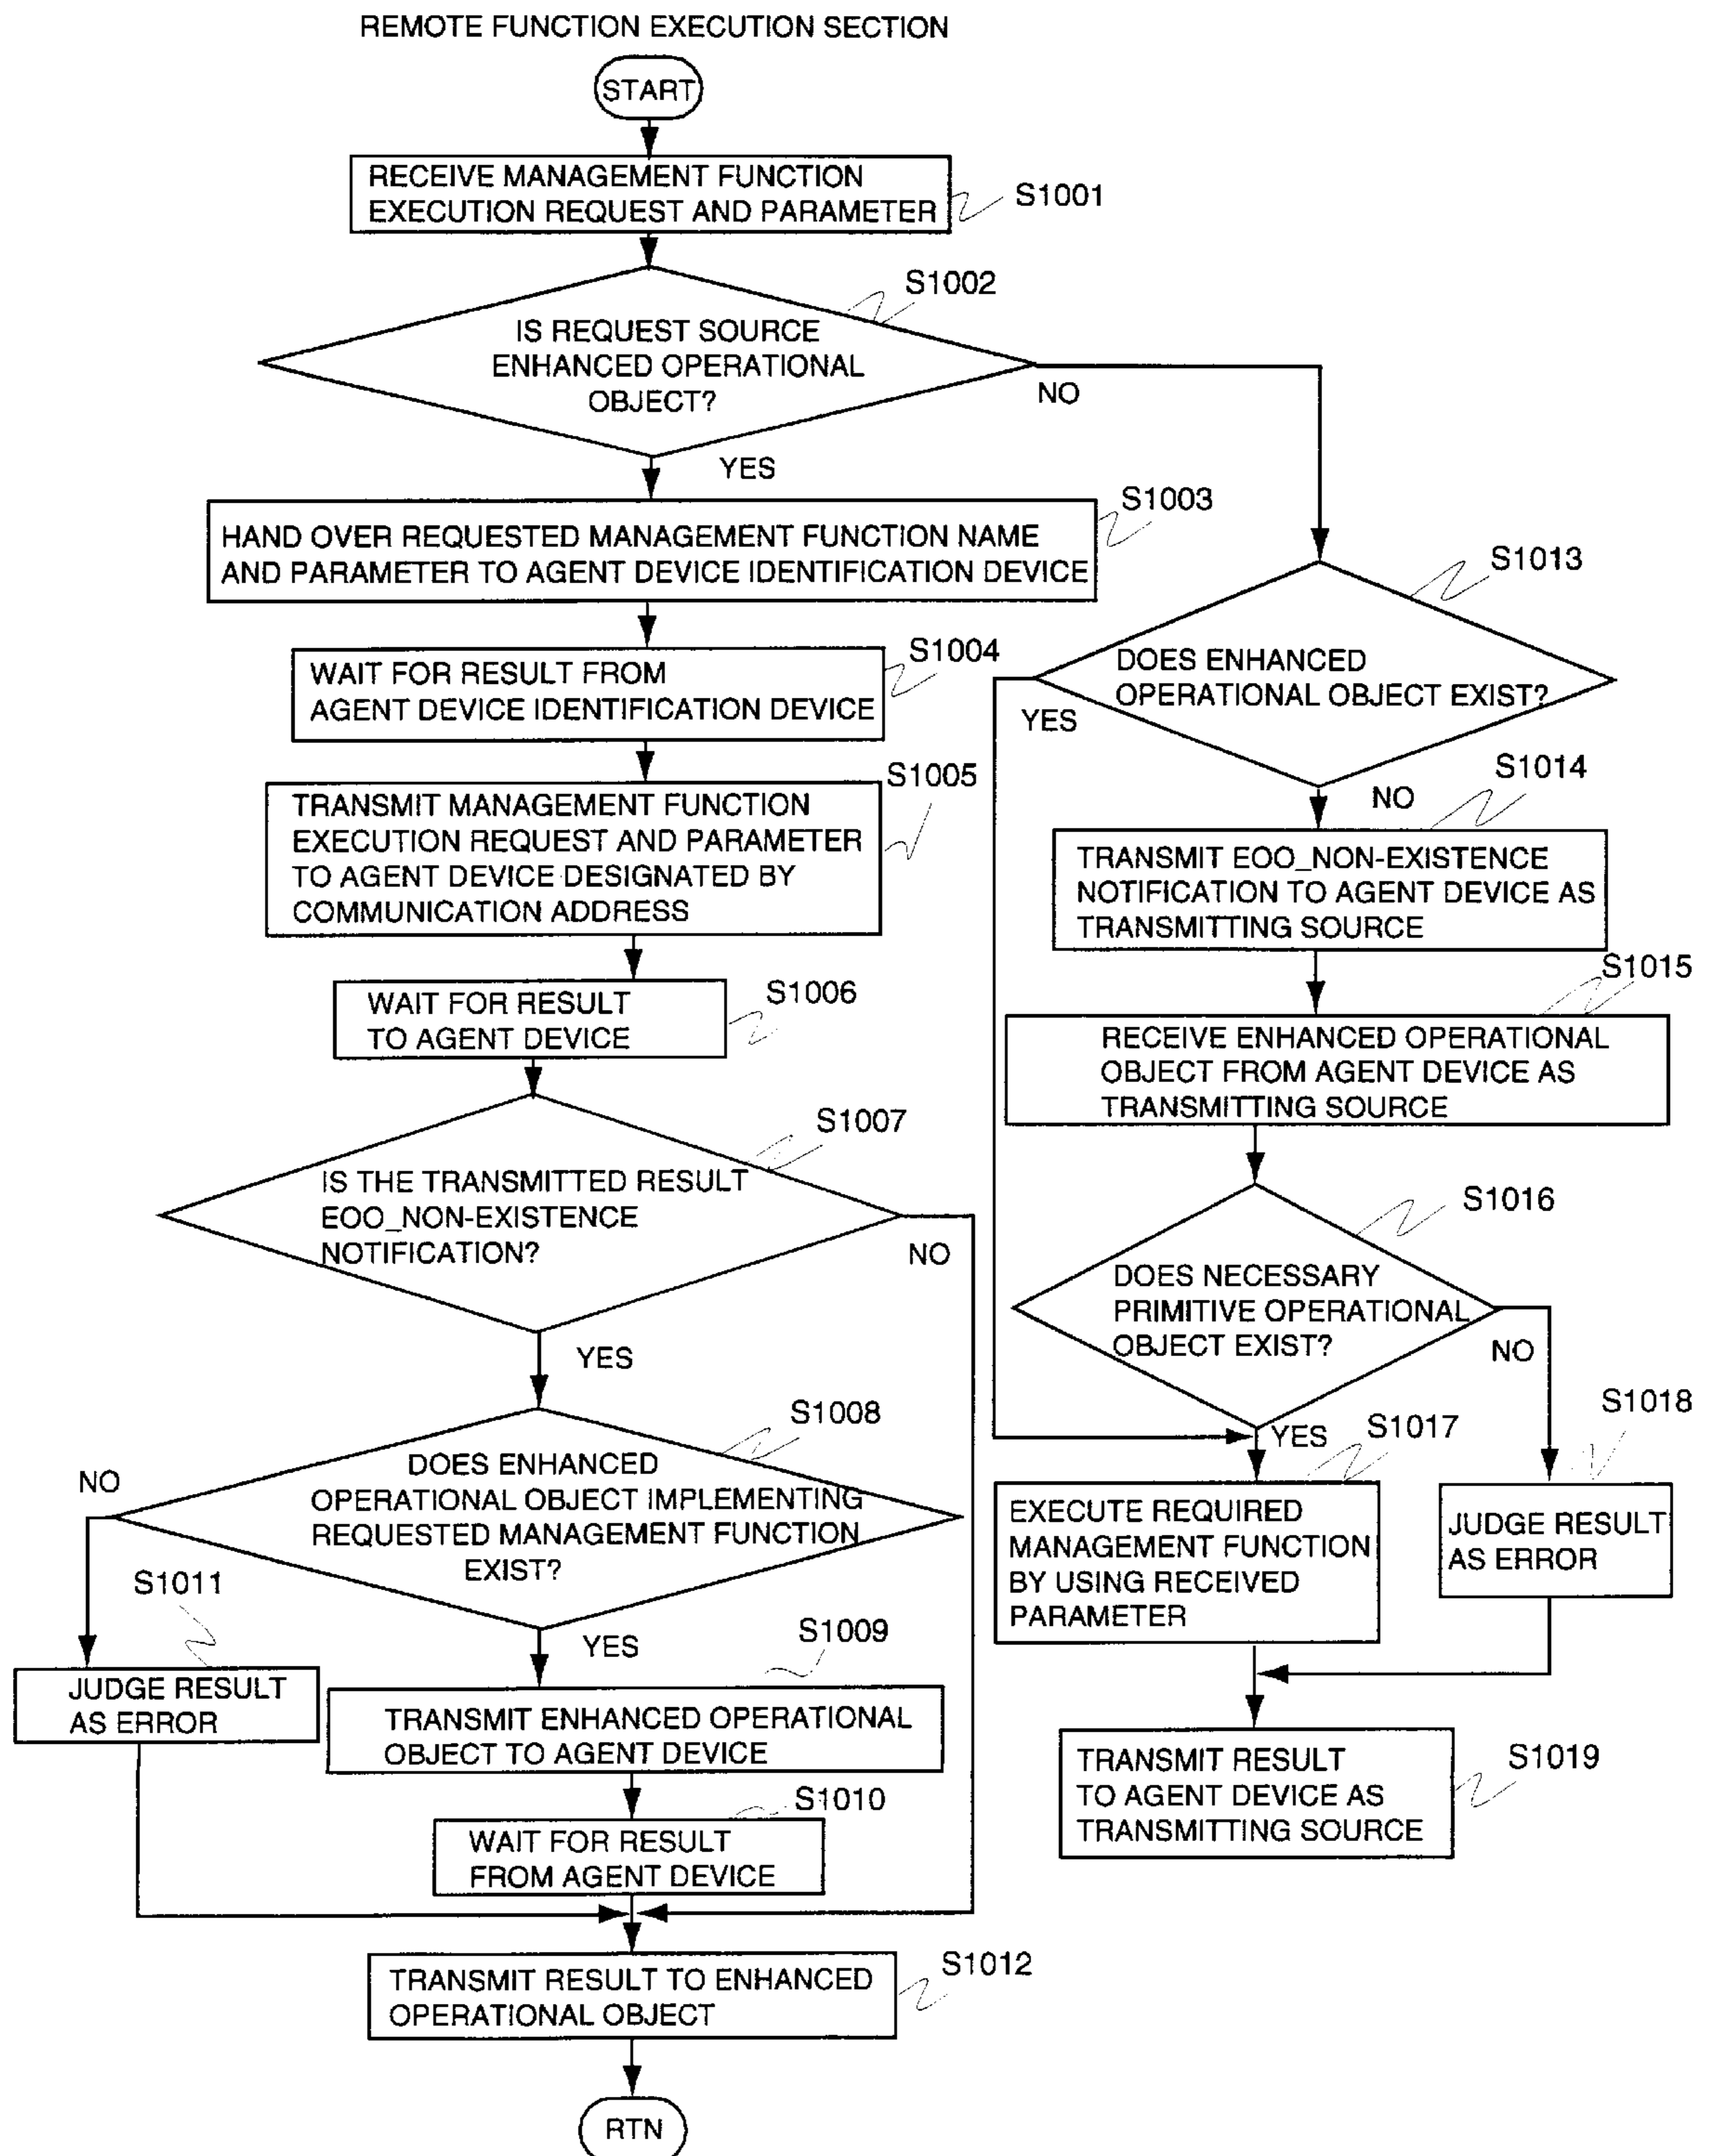 REMOTE FUNCTION EXECUTION SECTION
START
RECEIVE MANAGEMENT FUNCTION
EXECUTION REQUEST AND PARAMETER
S1001
S1002
IS REQUEST SOURCE
ENHANCED OPERATIONAL
OBJECT?
NO
YES
S1003
HAND OVER REQUESTED MANAGEMENT FUNCTION NAME
AND PARAMETER TO AGENT DEVICE IDENTIFICATION DEVICE
S1004
WAIT FOR RESULT FROM
AGENT DEVICE IDENTIFICATION DEVICE
S1005
TRANSMIT MANAGEMENT FUNCTION
EXECUTION REQUEST AND PARAMETER
TO AGENT DEVICE DESIGNATED BY
COMMUNICATION ADDRESS
S1006
WAIT FOR RESULT
TO AGENT DEVICE
S1007
IS THE TRANSMITTED RESULT
EOO_NON-EXISTENCE
NOTIFICATION?
NO
YES
S1008
DOES ENHANCED
OPERATIONAL OBJECT IMPLEMENTING
REQUESTED MANAGEMENT FUNCTION
EXIST?
NO
S1011
YES
JUDGE RESULT
AS ERROR
S1009
TRANSMIT ENHANCED OPERATIONAL
OBJECT TO AGENT DEVICE
S1010
WAIT FOR RESULT
FROM AGENT DEVICE
S1012
TRANSMIT RESULT TO ENHANCED
OPERATIONAL OBJECT
RTN
S1013
DOES ENHANCED
OPERATIONAL OBJECT EXIST?
YES
NO
S1014
TRANSMIT EOO_NON-EXISTENCE
NOTIFICATION TO AGENT DEVICE AS
TRANSMITTING SOURCE
S1015
RECEIVE ENHANCED OPERATIONAL
OBJECT FROM AGENT DEVICE AS
TRANSMITTING SOURCE
S1016
DOES NECESSARY
PRIMITIVE OPERATIONAL
OBJECT EXIST?
NO
YES
S1017
EXECUTE REQUIRED
MANAGEMENT FUNCTION
BY USING RECEIVED
PARAMETER
S1018
JUDGE RESULT
AS ERROR
S1019
TRANSMIT RESULT
TO AGENT DEVICE AS
TRANSMITTING SOURCE